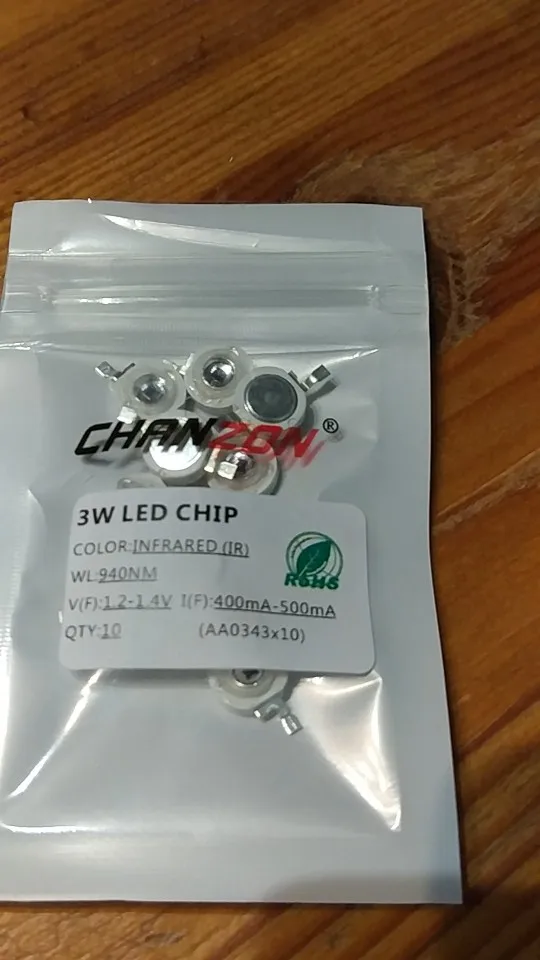 CHANZON®
3W LED CHIP
COLOR:INFRARED (IR)
WL:940NM
RoHS
V(F):1.2-1.4V I(F):400mA-500mA
QTY:10 (AA0343x10)